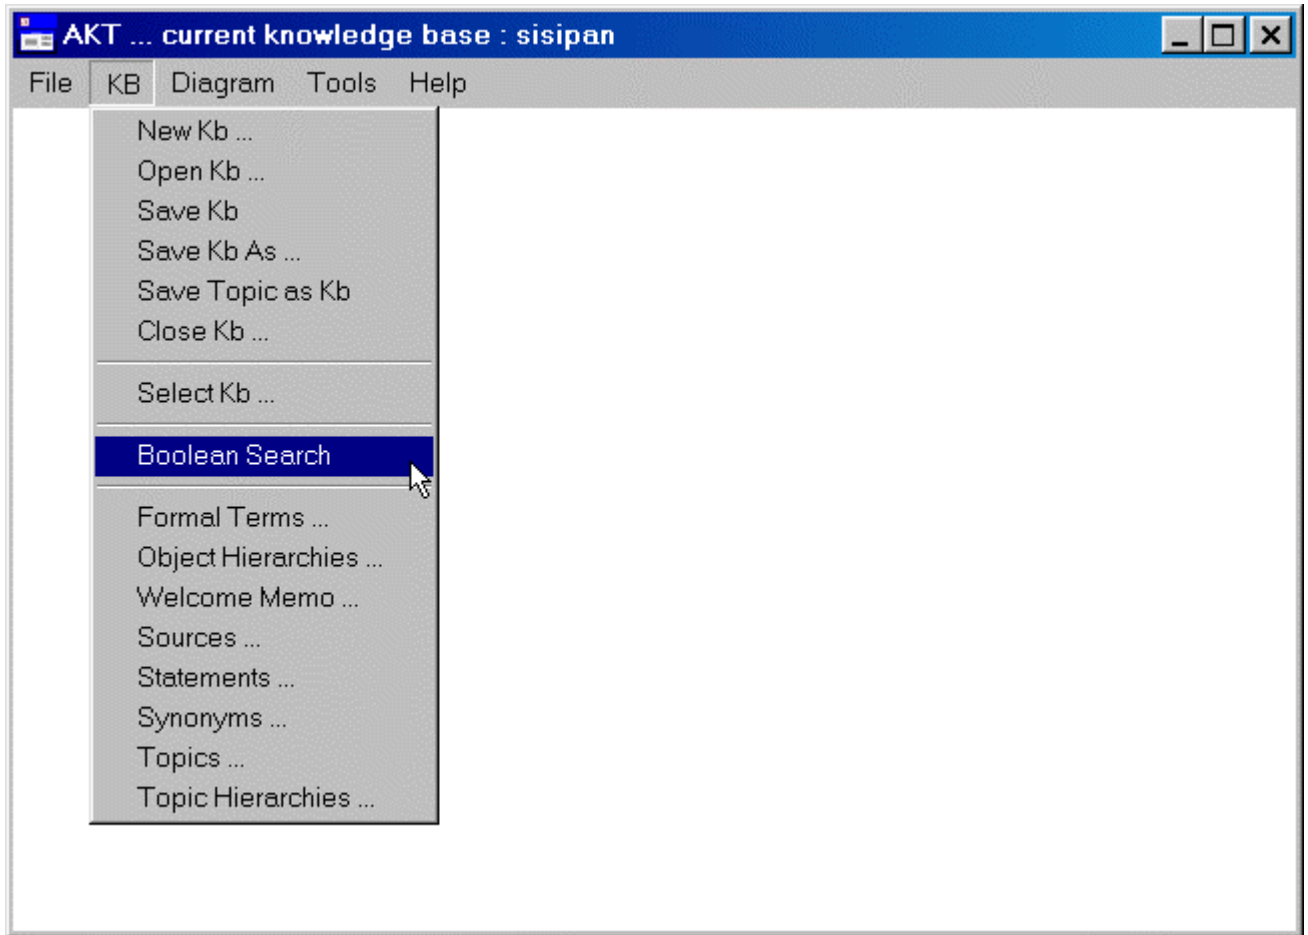 AKT ... current knowledge base : sisipan
File KB Diagram Tools Help
New Kb ...
Open Kb ...
Save Kb
Save Kb As ...
Save Topic as Kb
Close Kb ...
Select Kb ...
Boolean Search
Formal Terms ...
Object Hierarchies ...
Welcome Memo ...
Sources ...
Statements ...
Synonyms ...
Topics ...
Topic Hierarchies ...